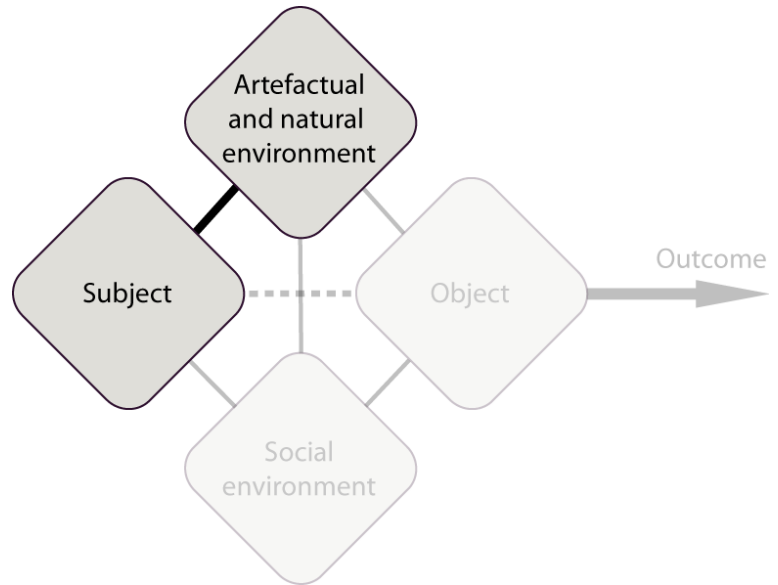 Artefactual
and natural
environment
Subject
Object
Outcome
Social
environment